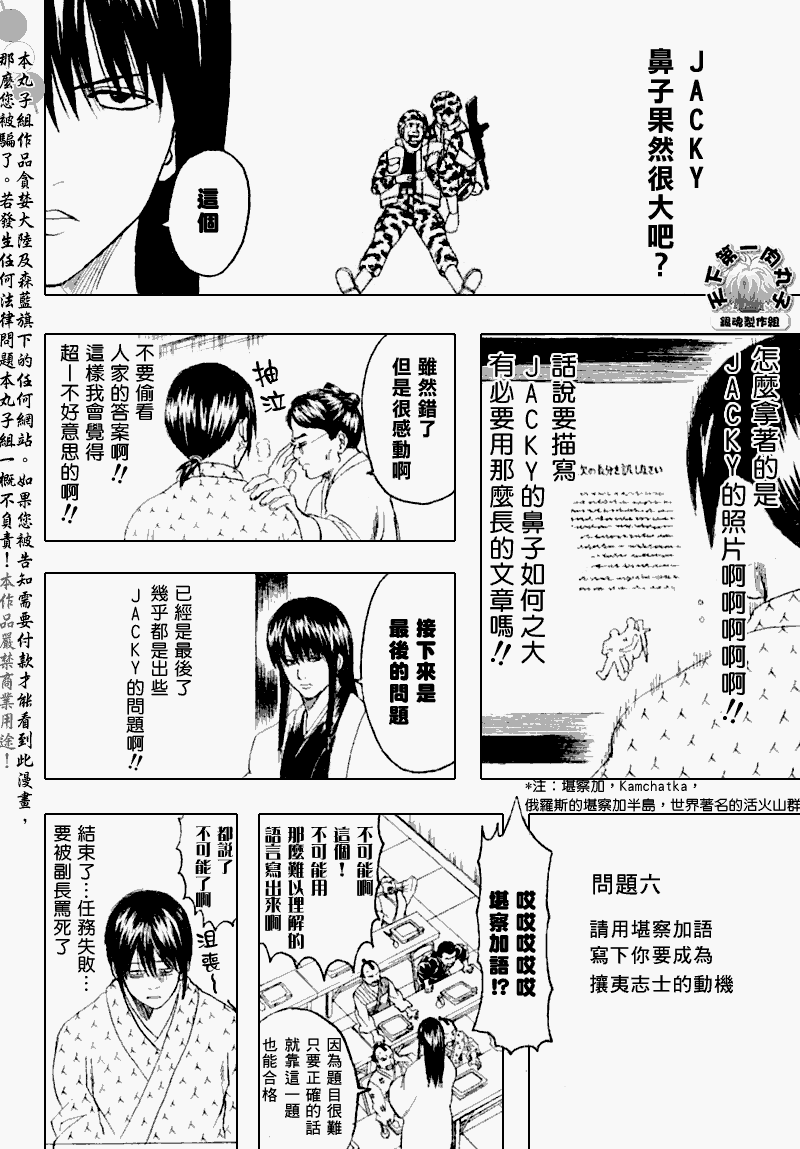 JACKY
鼻子果然很大吧？
這個
天下第一肉丸子
銀魂製作組
怎麼拿著的是
JACKY的照片啊啊啊啊啊!!
話說要描寫
JACKY的鼻子如何之大
有必要用那麼長的文章嗎!!
次の長分を訳しなさい
雖然錯了
但是很感動啊
抽泣
不要偷看
人家的答案啊!!
這樣我會覺得
超—不好意思的啊!!
接下來是
最後的問題
已經是最後了
幾乎都是出些
JACKY的問題啊!!
*注：堪察加，Kamchatka，
俄羅斯的堪察加半島，世界著名的活火山群
問題六
請用堪察加語
寫下你要成為
攘夷志士的動機
哎哎哎哎哎
堪察加語!?
不可能啊
這個！
不可能用
那麼難以理解的
語言寫出來啊
因為題目很難
只要正確的話
就靠這一題
也能合格
都說了
不可能了啊
沮喪
結束了…任務失敗…
要被副長罵死了
本丸子組作品貪婪大陸及森藍旗下的任何網站。如果您被告知需要付款才能看到此漫畫，
那麼您被騙了。若發生任何法律問題本丸子組一概不負責！本作品嚴禁商業用途！